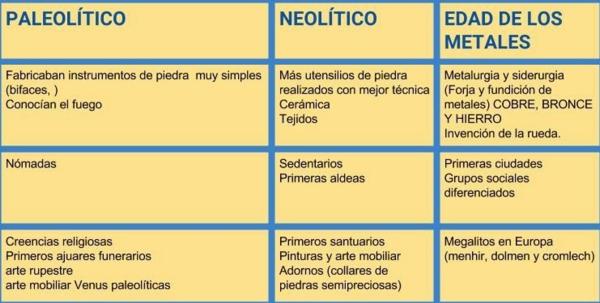 PALEOLÍTICO
NEOLÍTICO
EDAD DE LOS
METALES
Fabricaban instrumentos de piedra muy simples
(bifaces, )
Conocían el fuego
Más utensilios de piedra
realizados con mejor técnica
Cerámica
Tejidos
Metalurgia y siderurgia
(Forja y fundición de
metales) COBRE, BRONCE
Y HIERRO
Invención de la rueda.
Nómadas
Sedentarios
Primeras aldeas
Primeras ciudades
Grupos sociales
diferenciados
Creencias religiosas
Primeros ajuares funerarios
arte rupestre
arte mobiliar Venus paleolíticas
Primeros santuarios
Pinturas y arte mobiliar
Adornos (collares de
piedras semipreciosas)
Megalitos en Europa
(menhir, dolmen y cromlech)